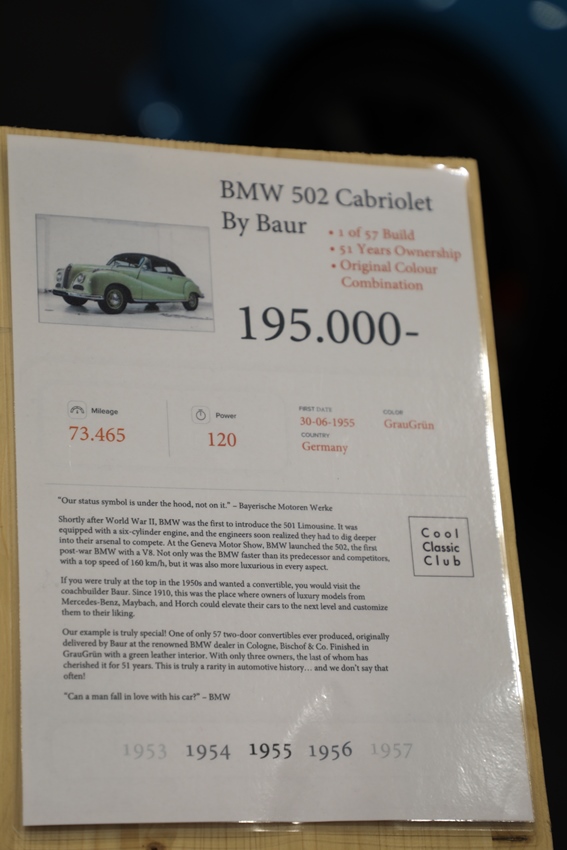 BMW 502 Cabriolet
By Baur
• 1 of 57 Build
• 51 Years Ownership
• Original Colour
Combination
195.000-
Mileage
73.465
Power
120
FIRST DATE
30-06-1955
COUNTRY
Germany
COLOR
GrauGrün
"Our status symbol is under the hood, not on it." – Bayerische Motoren Werke
Shortly after World War II, BMW was the first to introduce the 501 Limousine. It was
equipped with a six-cylinder engine, and the engineers soon realized they had to dig deeper
into their arsenal to compete. At the Geneva Motor Show, BMW launched the 502, the first
post-war BMW with a V8. Not only was the BMW faster than its predecessor and competitors,
with a top speed of 160 km/h, but it was also more luxurious in every aspect.
If you were truly at the top in the 1950s and wanted a convertible, you would visit the
coachbuilder Baur. Since 1910, this was the place where owners of luxury models from
Mercedes-Benz, Maybach, and Horch could elevate their cars to the next level and customize
them to their liking.
Our example is truly special! One of only 57 two-door convertibles ever produced, originally
delivered by Baur at the renowned BMW dealer in Cologne, Bischof & Co. Finished in
GrauGrün with a green leather interior. With only three owners, the last of whom has
cherished it for 51 years. This is truly a rarity in automotive history… and we don't say that
often!
"Can a man fall in love with his car?" – BMW
Cool
Classic
Club
1953 1954 1955 1956 1957